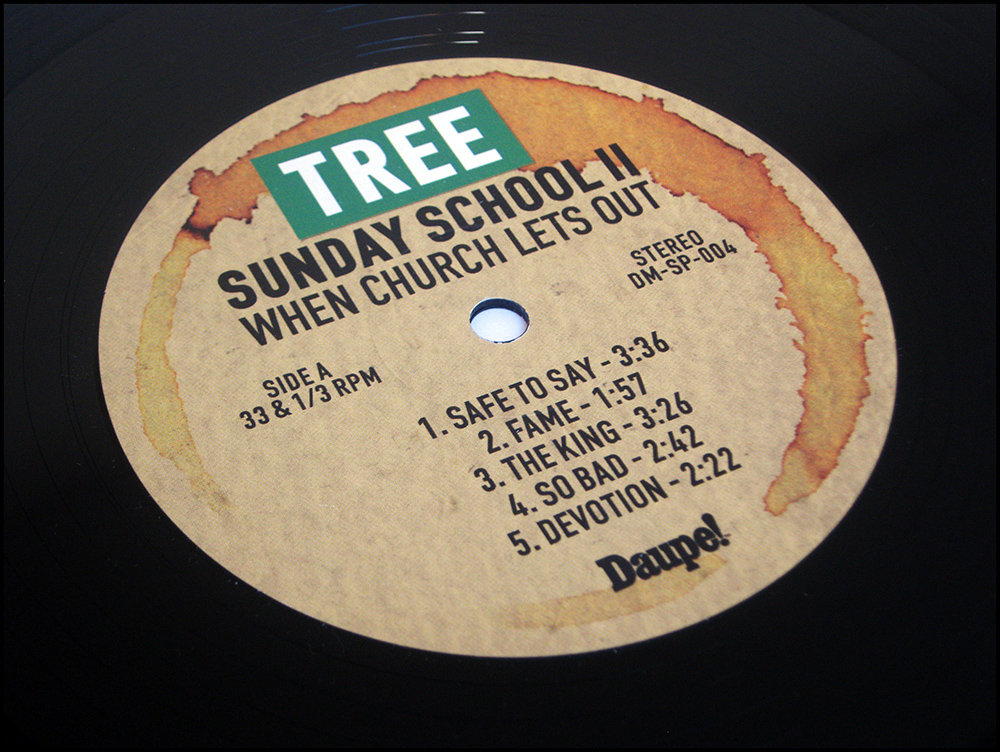 TREE
SUNDAY SCHOOL II
WHEN CHURCH LETS OUT
STEREO
DM-SP-004
SIDE A
33 & 1/3 RPM
1. SAFE TO SAY - 3:36
2. FAME - 1:57
3. THE KING - 3:26
4. SO BAD - 2:42
5. DEVOTION - 2:22
Daupe!